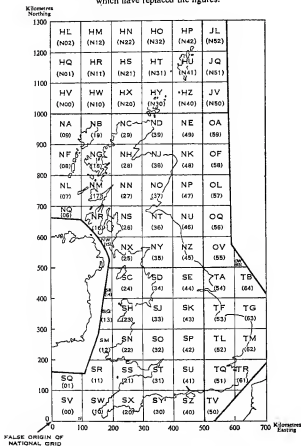 which have replaced the figures.
Kilometres
Northing
1300
HL HM HN HO HP JL
(N02) (N12) (N22) (N32) (N42) (N52)
1200
HQ HR HS HT HU JQ
(N01) (N11) (N21) (N31) (N41) (N51)
1100
HV HW HX HY HZ JV
(N00) (N10) (N20) (N30) (N40) (N50)
1000
NA NB NC ND NE OA
(09) (19) (29) (39) (49) (59)
900
NF NG NH NJ NK OF
(08) (18) (28) (38) (48) (58)
800
NL NM NN NO NP OL
(07) (17) (27) (37) (47) (57)
700
NQ
(06)
NR NS NT NU OQ
(16) (26) (36) (46) (56)
600
NX NY NZ OV
(25) (35) (45) (55)
500
SC SD SE TA TB
(24) (34) (44) (54) (64)
400
SH SJ SK TF TG
(13) (23) (33) (43) (53) (63)
300
SM SN SO SP TL TM
(12) (22) (32) (42) (52) (62)
200
SR SS ST SU TQ TR
(11) (21) (31) (41) (51) (61)
100
SQ
(01)
SV SW SX SY SZ TV
(00) (10) (20) (30) (40) (50)
0
0 100 200 300 400 500 600 700 Kilometres
Easting
FALSE ORIGIN OF
NATIONAL GRID